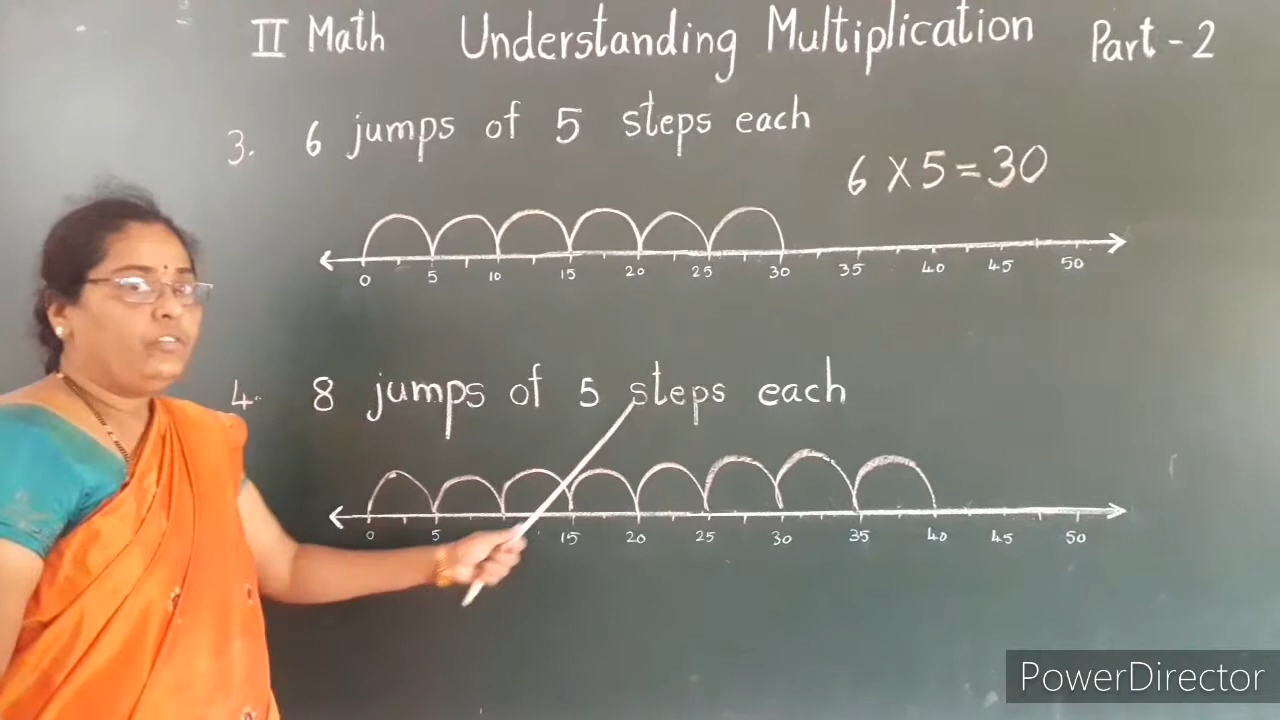 II Math Understanding Multiplication Part - 2
3. 6 jumps of 5 steps each
6 X 5 = 30
0 5 10 15 20 25 30 35 40 45 50
4. 8 jumps of 5 steps each
0 5 15 20 25 30 35 40 45 50
PowerDirector